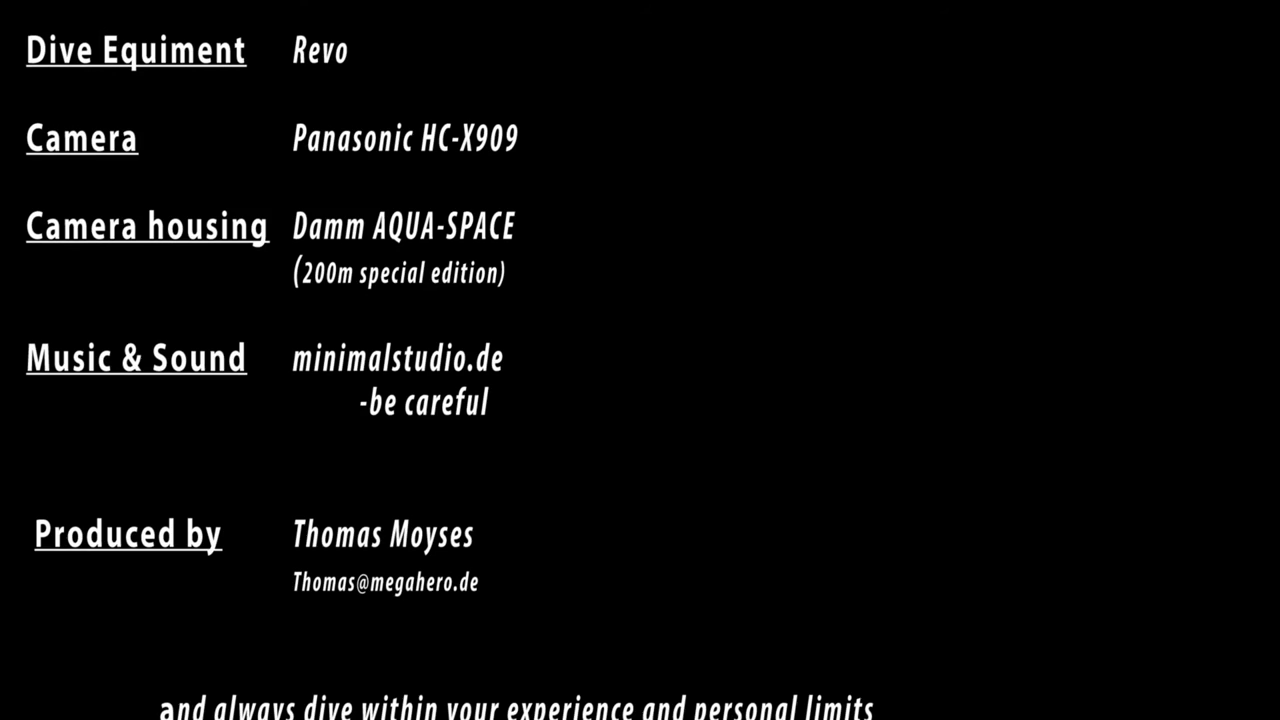 Dive Equiment Revo
Camera Panasonic HC-X909
Camera housing Damm AQUA-SPACE
(200m special edition)
Music & Sound minimalstudio.de
-be careful
Produced by Thomas Moyses
Thomas@megahero.de
and always dive within your experience and personal limits